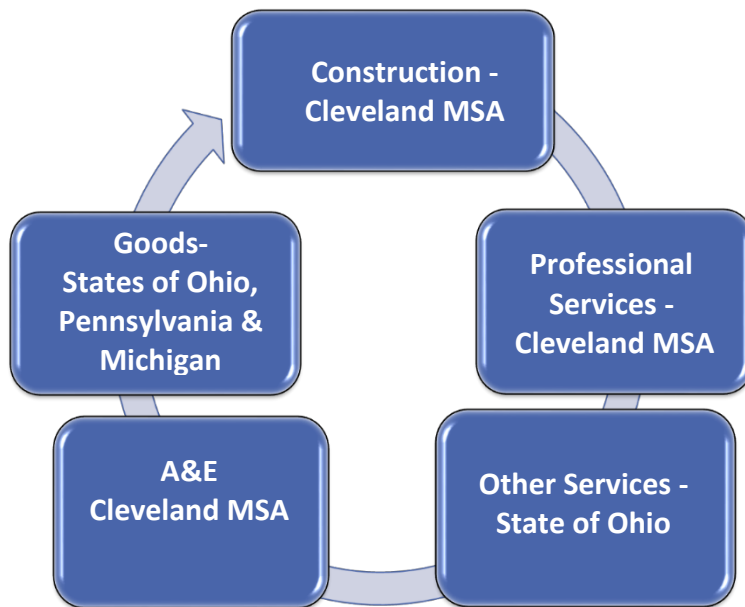 Construction -
Cleveland MSA
Professional
Services -
Cleveland MSA
Other Services -
State of Ohio
A&E
Cleveland MSA
Goods-
States of Ohio,
Pennsylvania &
Michigan